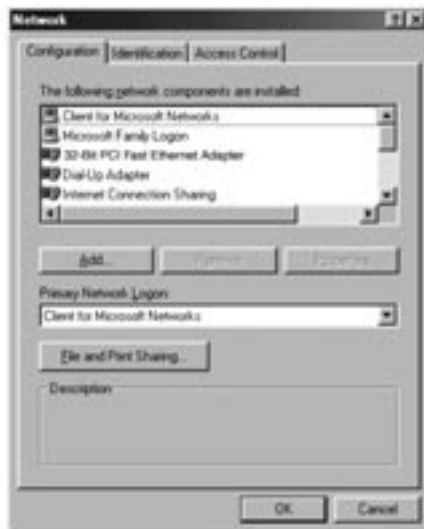 Network
Configuration Identification Access Control
The following network components are installed:
Client for Microsoft Networks
Microsoft Family Logon
32-Bit PCI Fast Ethernet Adapter
Dial-Up Adapter
Internet Connection Sharing
Add... Remove Properties
Primary Network Logon:
Client for Microsoft Networks
File and Print Sharing...
Description
OK Cancel